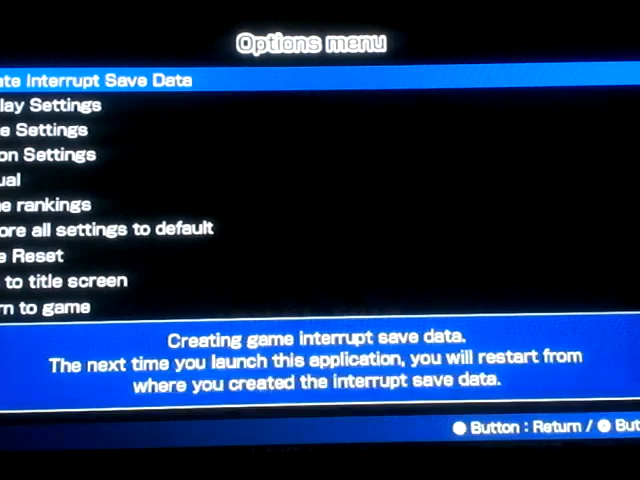 Options menu
ate Interrupt Save Data
lay Settings
e Settings
on Settings
ual
e rankings
ore all settings to default
e Reset
to title screen
rn to game
Creating game interrupt save data.
The next time you launch this application, you will restart from
where you created the interrupt save data.
Button : Return / But